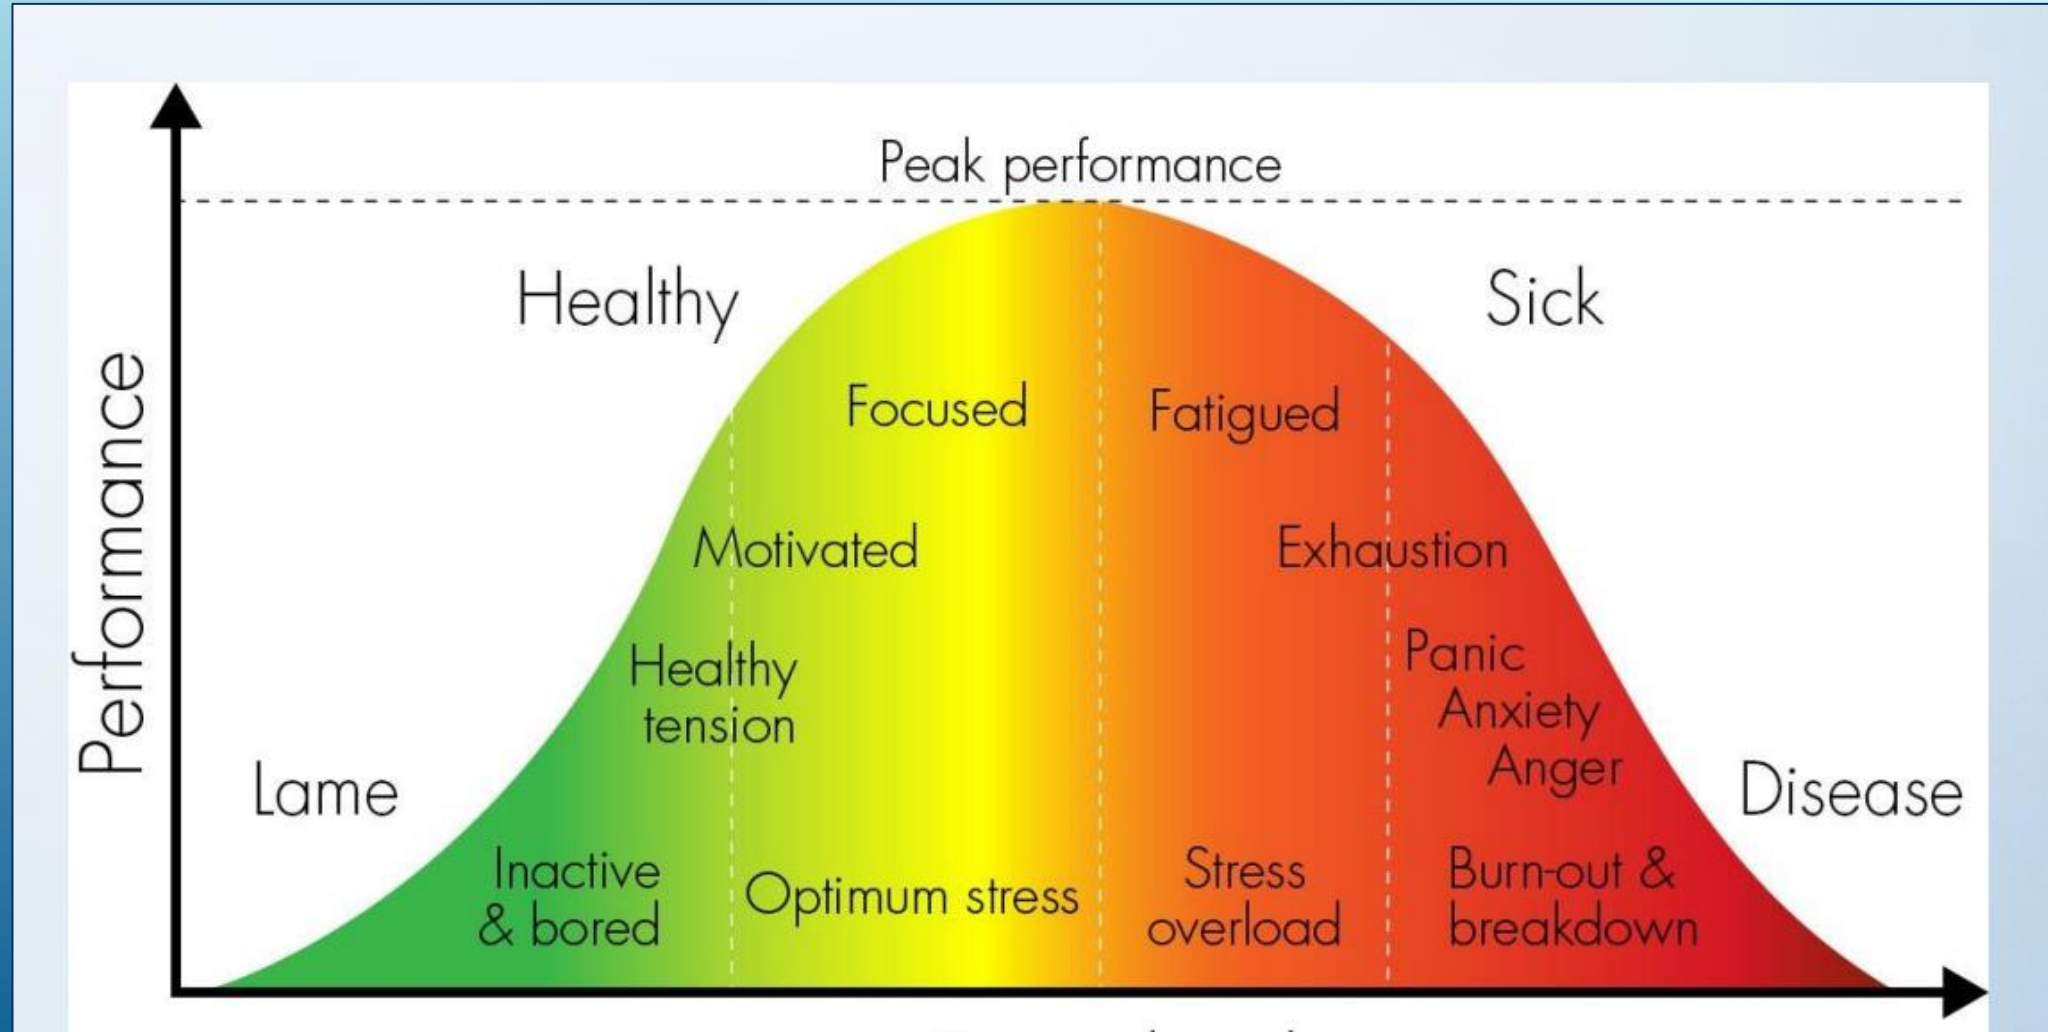 Peak performance
Healthy
Sick
Performance
Focused
Fatigued
Motivated
Exhaustion
Healthy
tension
Panic
Anxiety
Anger
Lame
Disease
Inactive
& bored
Optimum stress
Stress
overload
Burn-out &
breakdown